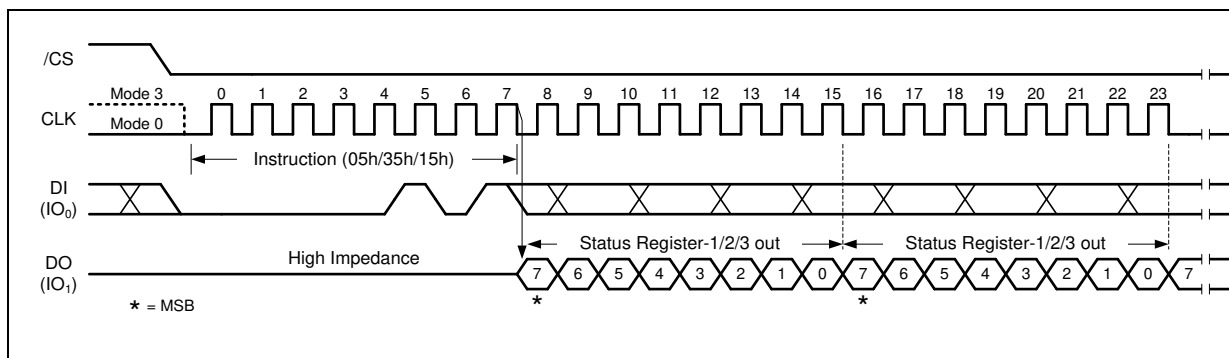 /CS
Mode 3 0 1 2 3 4 5 6 7 8 9 10 11 12 13 14 15 16 17 18 19 20 21 22 23
CLK
Mode 0
Instruction (05h/35h/15h)
DI
(IO₀)
Status Register-1/2/3 out Status Register-1/2/3 out
High Impedance
DO
(IO₁)
7 6 5 4 3 2 1 0 7 6 5 4 3 2 1 0 7
* *
* = MSB